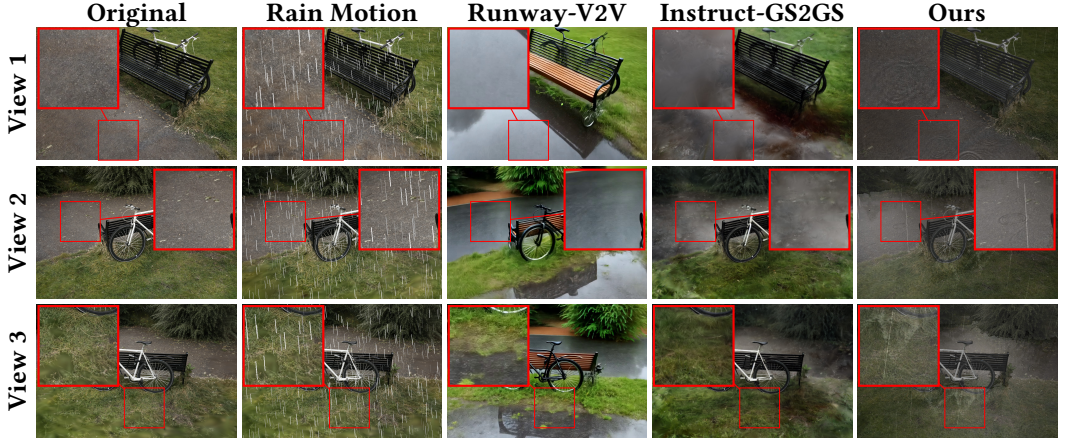 Original Rain Motion Runway-V2V Instruct-GS2GS Ours
View 1
View 2
View 3